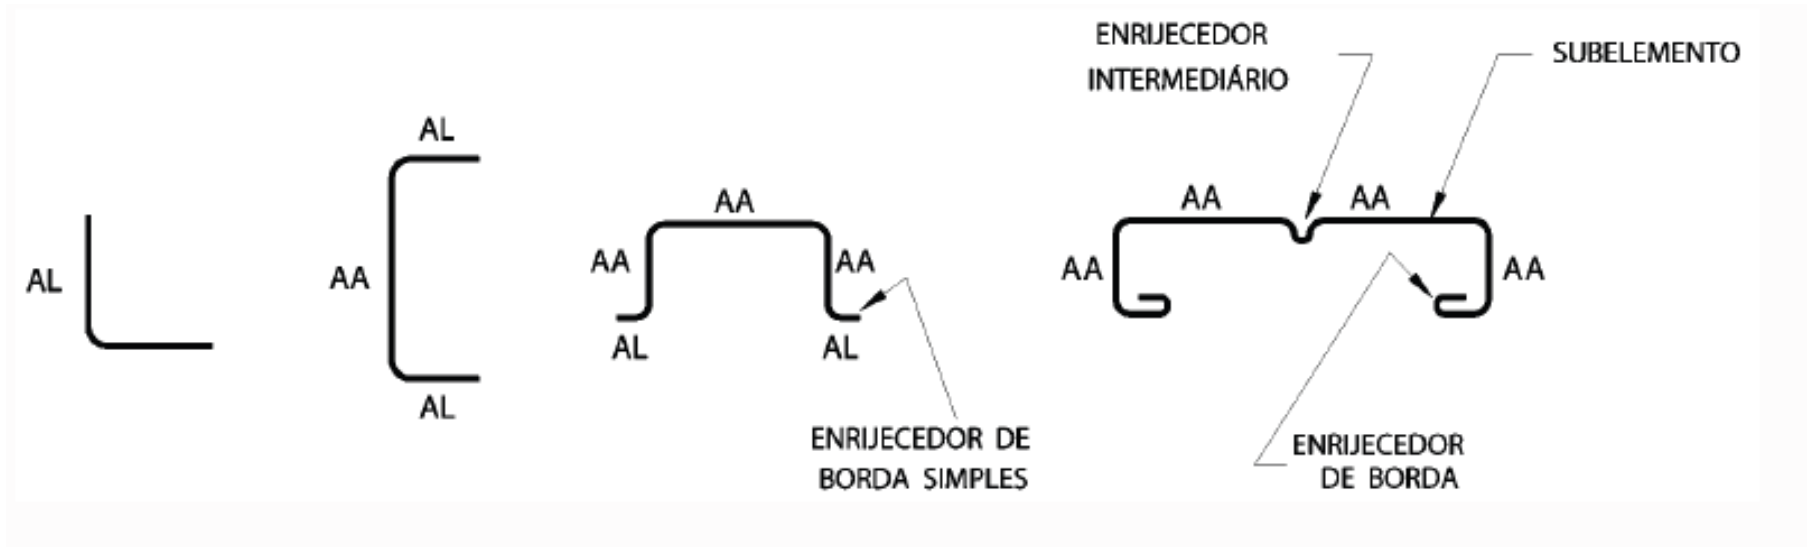 AL
AL
AA
AL
AA
AA
AA
AL
AL
ENRIJECEDOR DE
BORDA SIMPLES
ENRIJECEDOR
INTERMEDIÁRIO
SUBELEMENTO
AA
AA
AA
AA
ENRIJECEDOR
DE BORDA